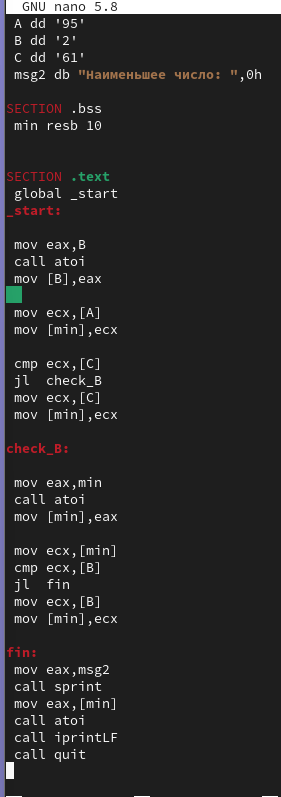 GNU nano 5.8
A dd '95'
B dd '2'
C dd '61'
msg2 db "Наименьшее число: ",0h
SECTION .bss
min resb 10
SECTION .text
global _start
_start:
mov eax,B
call atoi
mov [B],eax
mov ecx,[A]
mov [min],ecx
cmp ecx,[C]
jl  check_B
mov ecx,[C]
mov [min],ecx
check_B:
mov eax,min
call atoi
mov [min],eax
mov ecx,[min]
cmp ecx,[B]
jl  fin
mov ecx,[B]
mov [min],ecx
fin:
mov eax,msg2
call sprint
mov eax,[min]
call atoi
call iprintLF
call quit